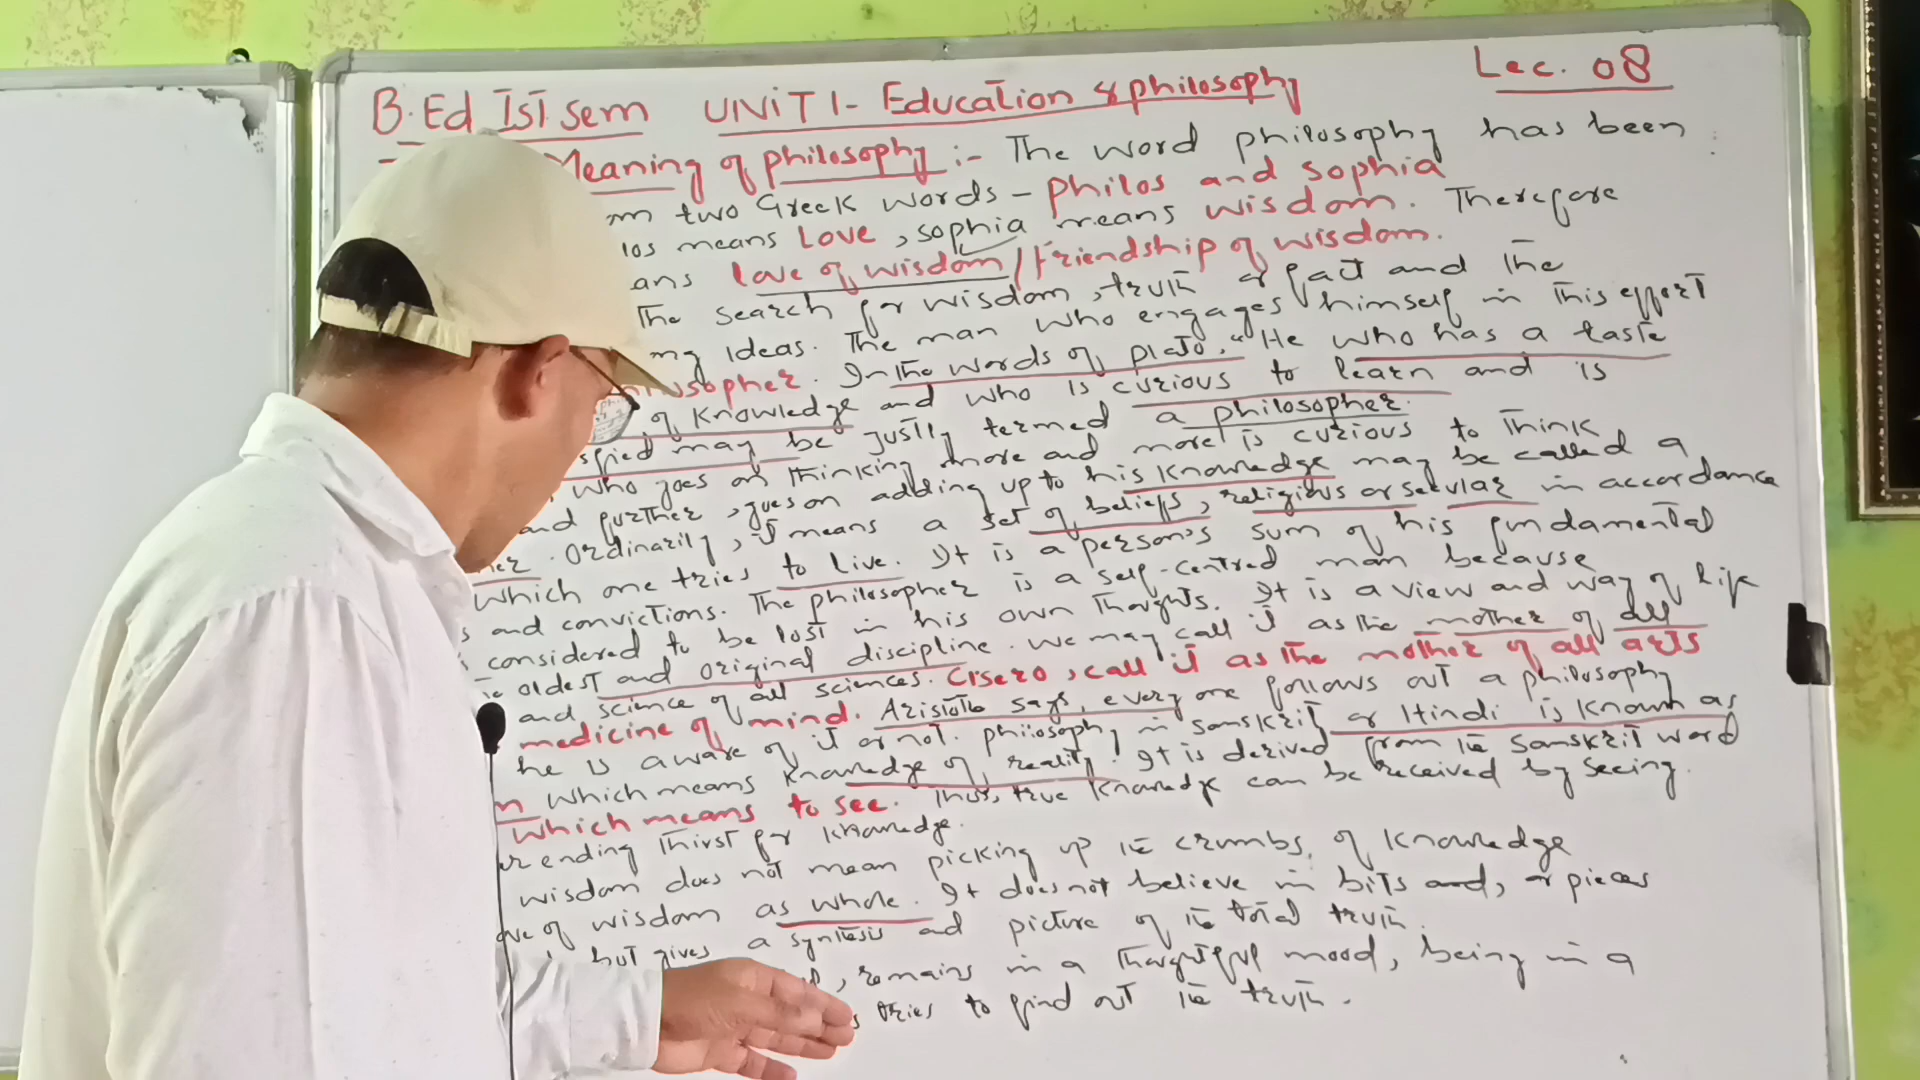 B.Ed Ist sem UNIT 1- Education & philosophy Lec. 08
Meaning of philosophy :- The word philosophy has been
two Greek words - philos and sophia
means Love, sophia means wisdom. Therefore
love of wisdom / friendship of wisdom.
The search for wisdom, truth or fact and the
ideas. The man who engages himself in this effort
In the words of plato, "He who has a taste
of knowledge and who is curious to learn and is
may be justly termed a philosopher.
who goes on thinking more and more is curious to think
and further, goes on adding up to his knowledge may be called a
Ordinarily, it means a set of beliefs, religious or secular in accordance
which one tries to live. It is a person's sum of his fundamental
and convictions. The philosopher is a self-centred man because
considered to be lost in his own thoughts. It is a view and way of life
oldest and original discipline. We may call it as the mother of all
and science of all sciences. Cisero, call it as the mother of all arts
medicine of mind. Aristotle says, every one follows out a philosophy
he is aware of it or not. philosophy in sanskrit or Hindi is known as
which means knowledge of reality. It is derived from the sanskrit word
which means to see. Thus, true knowledge can be received by seeing.
ending thirst for knowledge.
wisdom does not mean picking up the crumbs of knowledge
of wisdom as whole. It does not believe in bits and, or pieces
but gives a syntesis and picture of the total truth.
, remains in a thoughtful mood, being in a
tries to find out the truth.